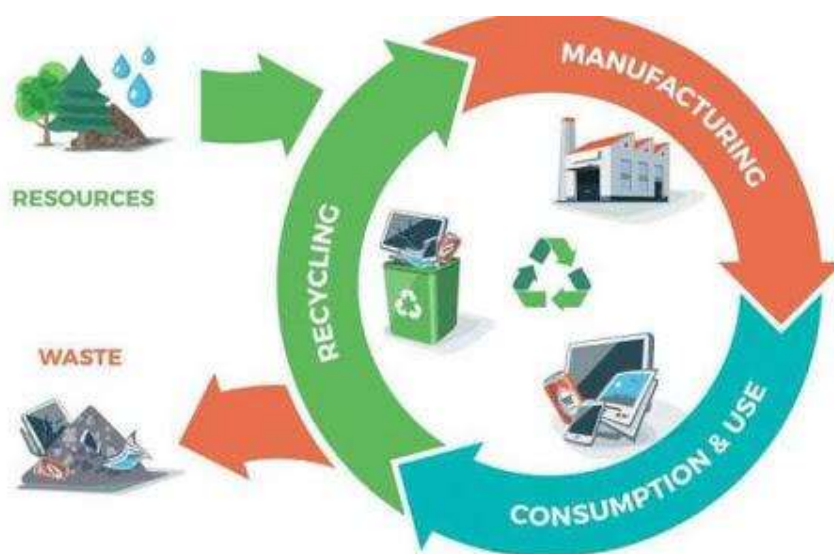 RESOURCES
MANUFACTURING
RECYCLING
WASTE
CONSUMPTION & USE